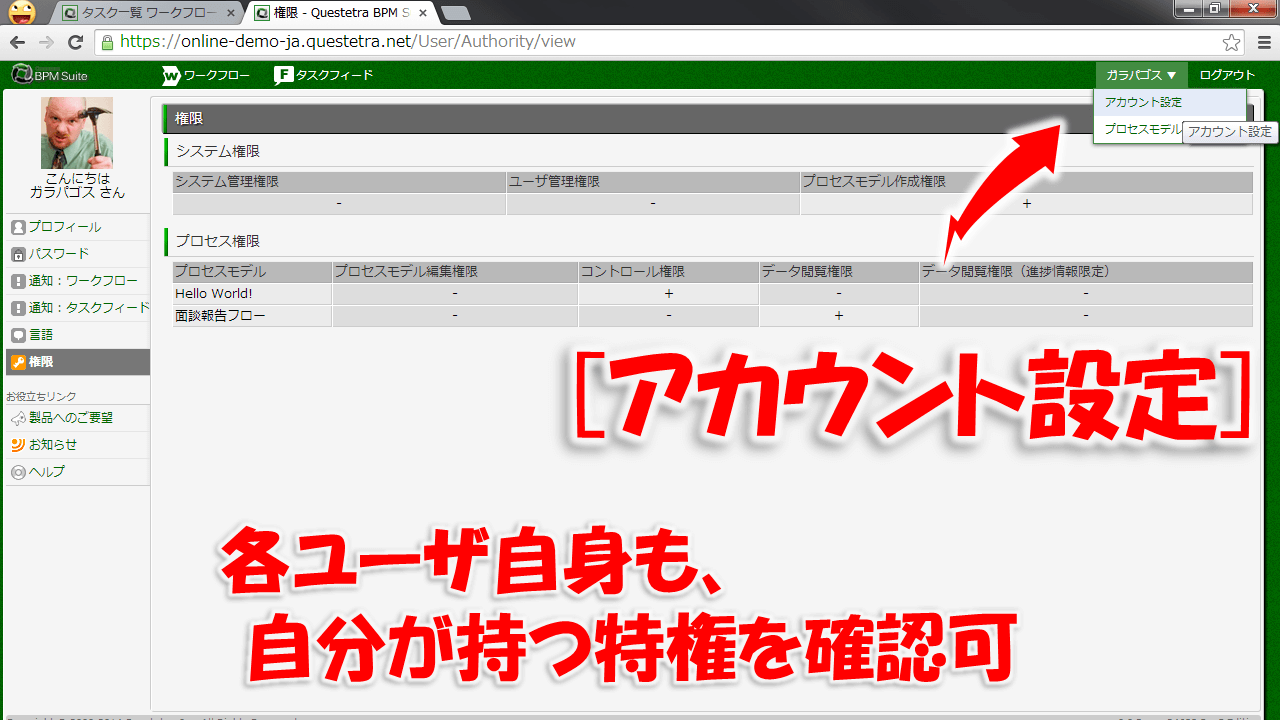 タスク一覧 ワークフロー
権限 - Questetra BPM S
https://online-demo-ja.questetra.net/User/Authority/view
BPM Suite
ワークフロー
タスクフィード
ガラパゴス ▼
ログアウト
アカウント設定
プロセスモデル
アカウント設定
こんにちは
ガラパゴス さん
プロフィール
パスワード
通知：ワークフロー
通知：タスクフィード
言語
権限
お役立ちリンク
製品へのご要望
お知らせ
ヘルプ
権限
システム権限
システム管理権限 ユーザ管理権限 プロセスモデル作成権限
- - +
プロセス権限
プロセスモデル プロセスモデル編集権限 コントロール権限 データ閲覧権限 データ閲覧権限（進捗情報限定）
Hello World! - + - -
面談報告フロー - - + -
[アカウント設定]
各ユーザ自身も、
自分が持つ特権を確認可